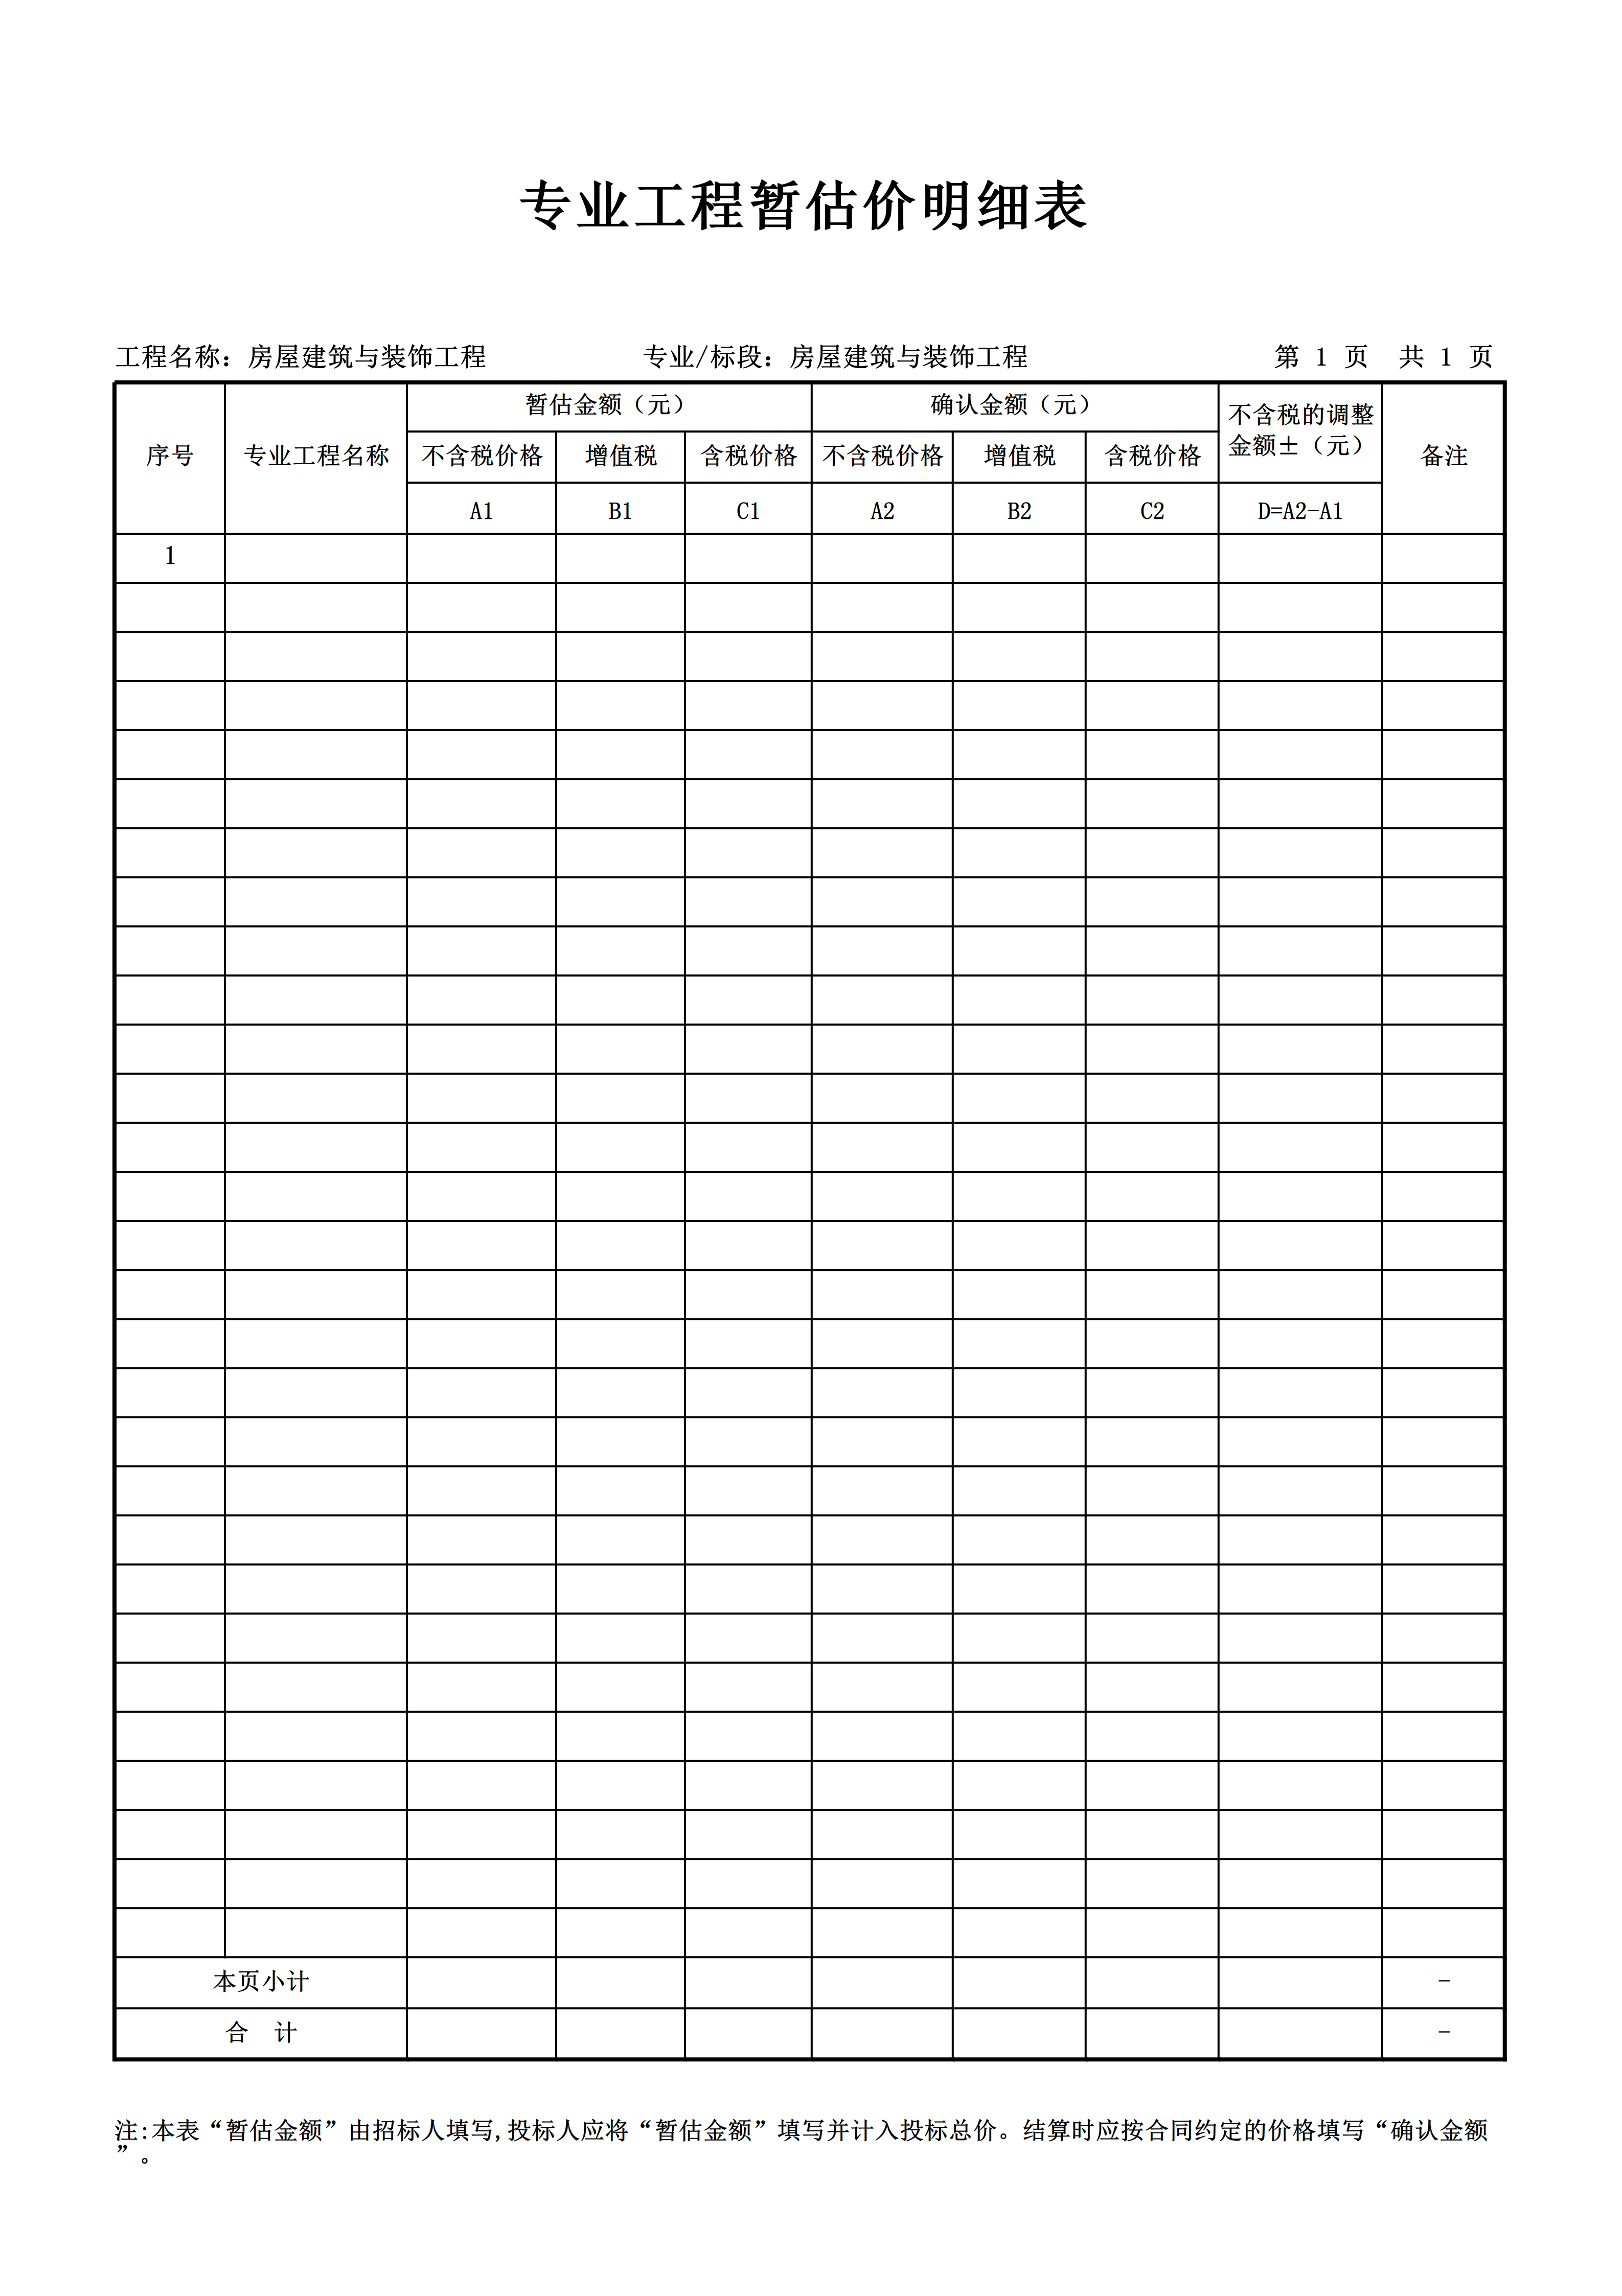 专业工程暂估价明细表
工程名称：房屋建筑与装饰工程 专业/标段：房屋建筑与装饰工程 第 1 页 共 1 页
序号 专业工程名称 暂估金额（元） 确认金额（元） 不含税的调整金额±（元） 备注
不含税价格 增值税 含税价格 不含税价格 增值税 含税价格
A1 B1 C1 A2 B2 C2 D=A2-A1
1
本页小计 -
合 计 -
注:本表“暂估金额”由招标人填写,投标人应将“暂估金额”填写并计入投标总价。结算时应按合同约定的价格填写“确认金额
”。